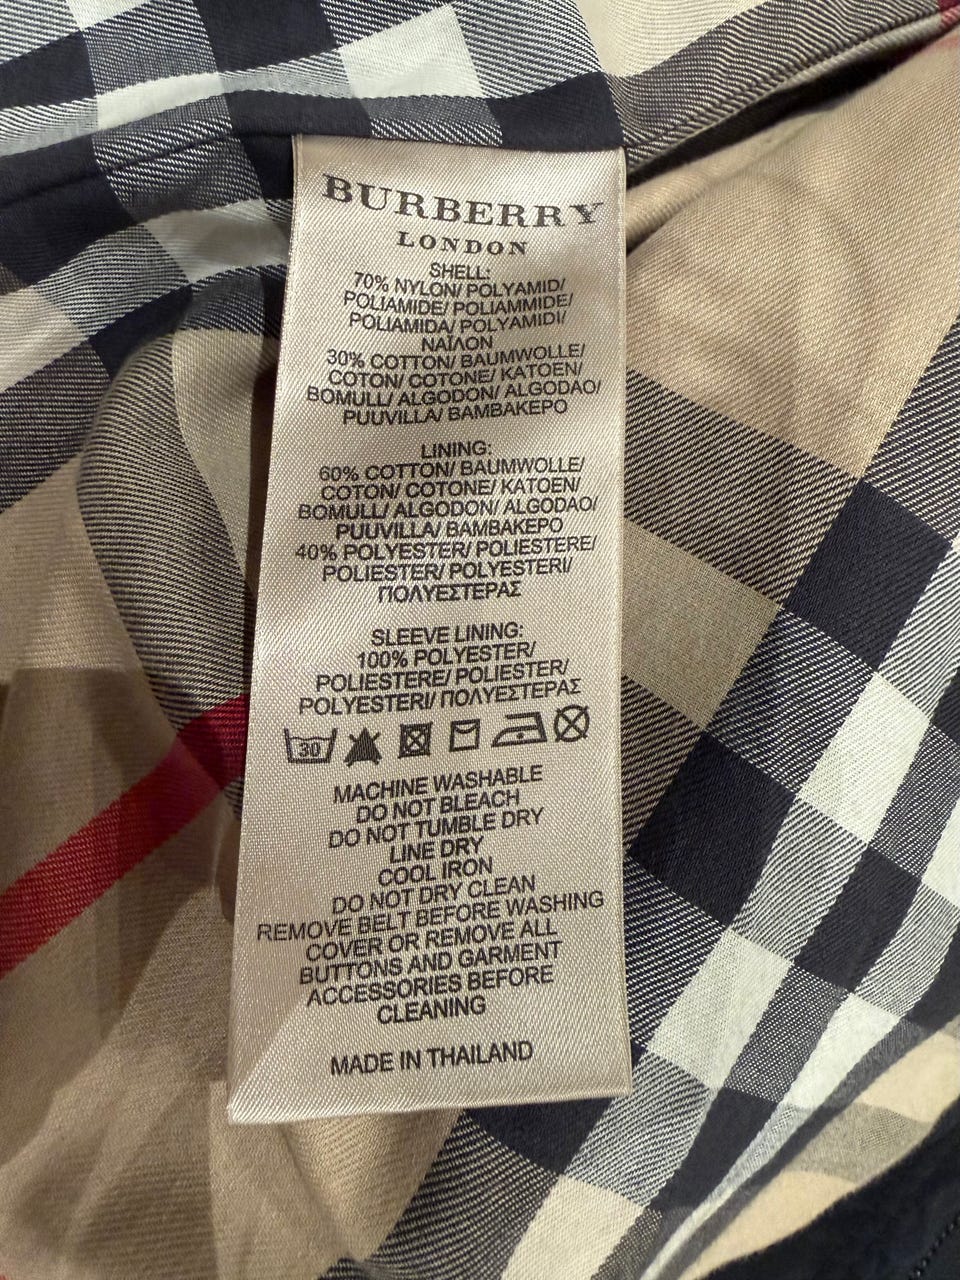 BURBERRY
LONDON
SHELL:
70% NYLON/ POLYAMID/
POLIAMIDE/ POLIAMMIDE/
POLIAMIDA/ POLYAMIDI/
NAÏΛON
30% COTTON/ BAUMWOLLE/
COTON/ COTONE/ KATOEN/
BOMULL/ ALGODON/ ALGODAO/
PUUVILLA/ BAMBAKEPO
LINING:
60% COTTON/ BAUMWOLLE/
COTON/ COTONE/ KATOEN/
BOMULL/ ALGODON/ ALGODAO/
PUUVILLA/ BAMBAKEPO
40% POLYESTER/ POLIESTERE/
POLIESTER/ POLYESTERI/
ΠΟΛΥΕΣΤΕΡΑΣ
SLEEVE LINING:
100% POLYESTER/
POLIESTERE/ POLIESTER/
POLYESTERI/ ΠΟΛΥΕΣΤΕΡΑΣ
30
MACHINE WASHABLE
DO NOT BLEACH
DO NOT TUMBLE DRY
LINE DRY
COOL IRON
DO NOT DRY CLEAN
REMOVE BELT BEFORE WASHING
COVER OR REMOVE ALL
BUTTONS AND GARMENT
ACCESSORIES BEFORE
CLEANING
MADE IN THAILAND